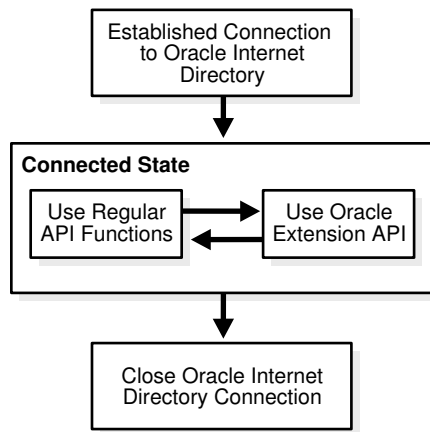 Established Connection
to Oracle Internet
Directory
Connected State
Use Regular
API Functions
Use Oracle
Extension API
Close Oracle Internet
Directory Connection